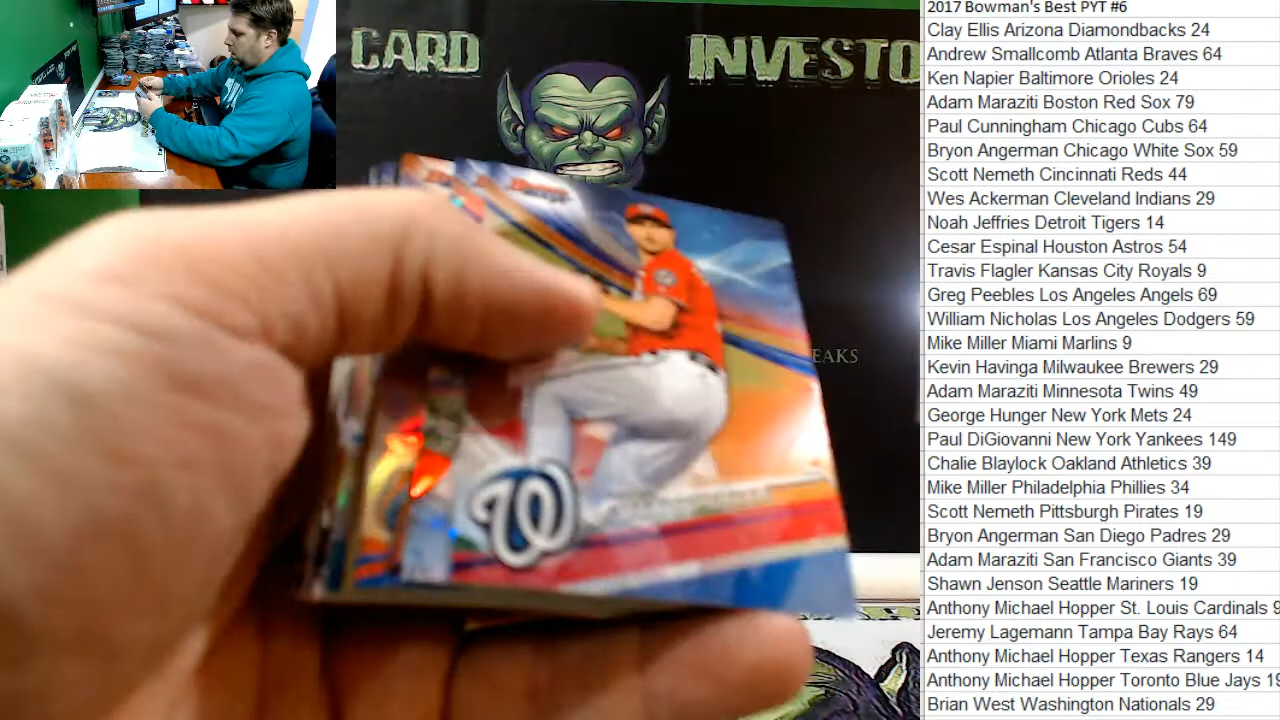 CARD INVESTO
EAKS
W
2017 Bowman's Best PYT #6
Clay Ellis Arizona Diamondbacks 24
Andrew Smallcomb Atlanta Braves 64
Ken Napier Baltimore Orioles 24
Adam Maraziti Boston Red Sox 79
Paul Cunningham Chicago Cubs 64
Bryon Angerman Chicago White Sox 59
Scott Nemeth Cincinnati Reds 44
Wes Ackerman Cleveland Indians 29
Noah Jeffries Detroit Tigers 14
Cesar Espinal Houston Astros 54
Travis Flagler Kansas City Royals 9
Greg Peebles Los Angeles Angels 69
William Nicholas Los Angeles Dodgers 59
Mike Miller Miami Marlins 9
Kevin Havinga Milwaukee Brewers 29
Adam Maraziti Minnesota Twins 49
George Hunger New York Mets 24
Paul DiGiovanni New York Yankees 149
Chalie Blaylock Oakland Athletics 39
Mike Miller Philadelphia Phillies 34
Scott Nemeth Pittsburgh Pirates 19
Bryon Angerman San Diego Padres 29
Adam Maraziti San Francisco Giants 39
Shawn Jenson Seattle Mariners 19
Anthony Michael Hopper St. Louis Cardinals
Jeremy Lagemann Tampa Bay Rays 64
Anthony Michael Hopper Texas Rangers 14
Anthony Michael Hopper Toronto Blue Jays 19
Brian West Washington Nationals 29